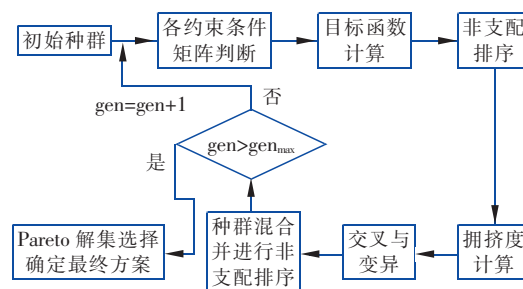 初始种群
各约束条件
矩阵判断
目标函数
计算
非支配
排序
gen=gen+1
否
gen>genmax
是
Pareto 解集选择
确定最终方案
种群混合
并进行非
支配排序
交叉与
变异
拥挤度
计算